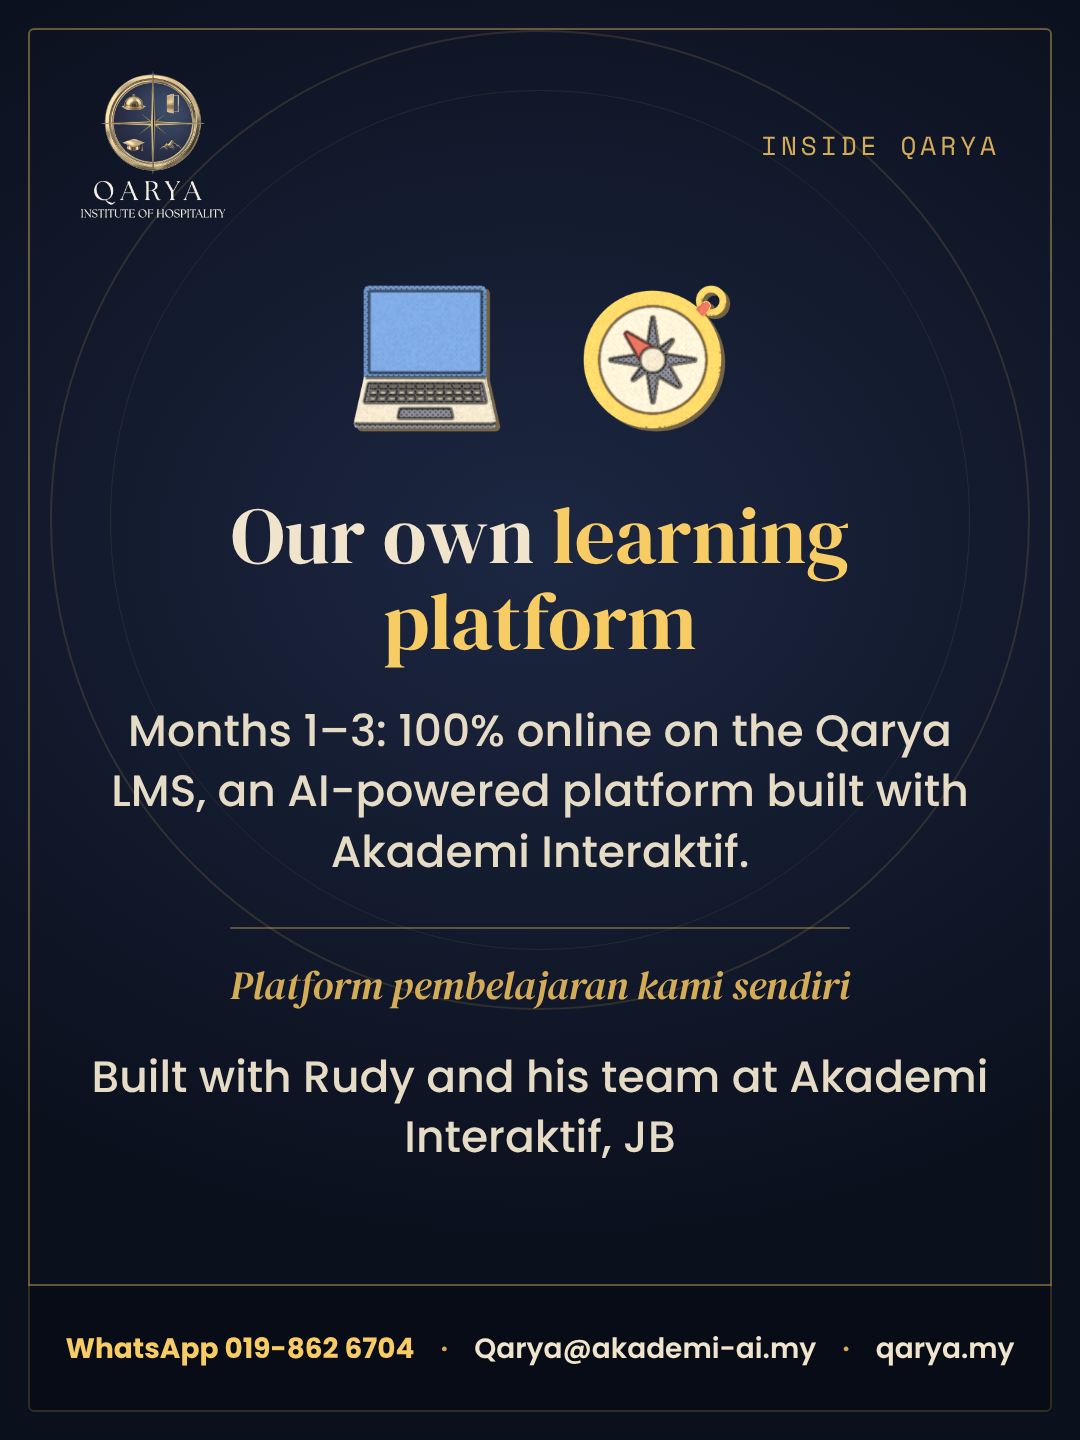 QARYA
INSTITUTE OF HOSPITALITY
INSIDE QARYA
Our own learning
platform
Months 1–3: 100% online on the Qarya
LMS, an AI-powered platform built with
Akademi Interaktif.
Platform pembelajaran kami sendiri
Built with Rudy and his team at Akademi
Interaktif, JB
WhatsApp 019-862 6704 · Qarya@akademi-ai.my · qarya.my